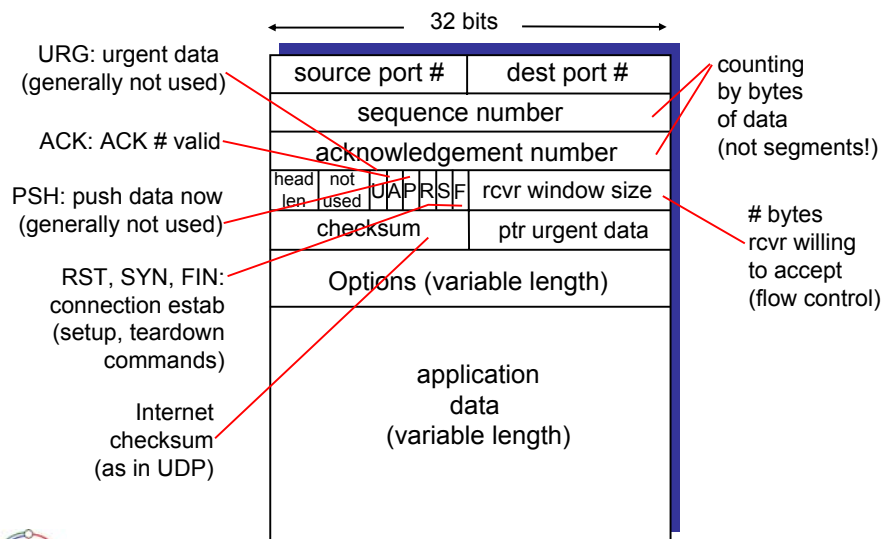 32 bits
URG: urgent data
(generally not used)
ACK: ACK # valid
PSH: push data now
(generally not used)
RST, SYN, FIN:
connection estab
(setup, teardown
commands)
Internet
checksum
(as in UDP)
source port #
dest port #
sequence number
acknowledgement number
head
len
not
used
U
A
P
R
S
F
rcvr window size
checksum
ptr urgent data
Options (variable length)
application
data
(variable length)
counting
by bytes
of data
(not segments!)
# bytes
rcvr willing
to accept
(flow control)